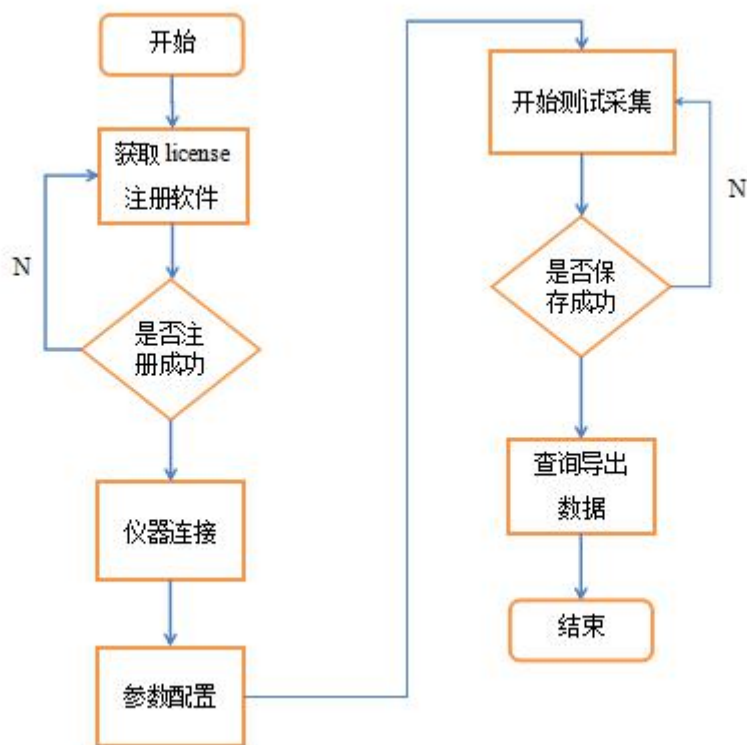 开始
获取 license
注册软件
N
是否注
册成功
仪器连接
参数配置
开始测试采集
N
是否保
存成功
查询导出
数据
结束